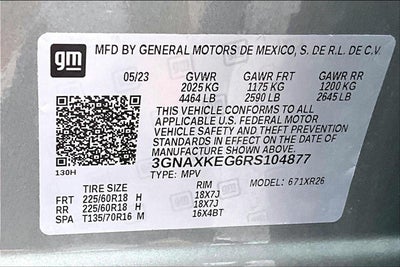 gm
MFD BY GENERAL MOTORS DE MEXICO, S. DE R.L. DE C.V.
05/23 GVWR GAWR FRT GAWR RR
2025 KG 1175 KG 1200 KG
4464 LB 2590 LB 2645 LB
THIS VEHICLE CONFORMS TO ALL
APPLICABLE U.S. FEDERAL MOTOR
VEHICLE SAFETY AND THEFT PREVENTION
STANDARDS IN EFFECT ON THE DATE OF
MANUFACTURE SHOWN ABOVE.
3GNAXKEG6RS104877
130H TYPE: MPV MODEL: 671XR26
TIRE SIZE RIM
FRT 225/60R18 H 18X7J
RR 225/60R18 H 18X7J
SPA T135/70R16 M 16X4BT